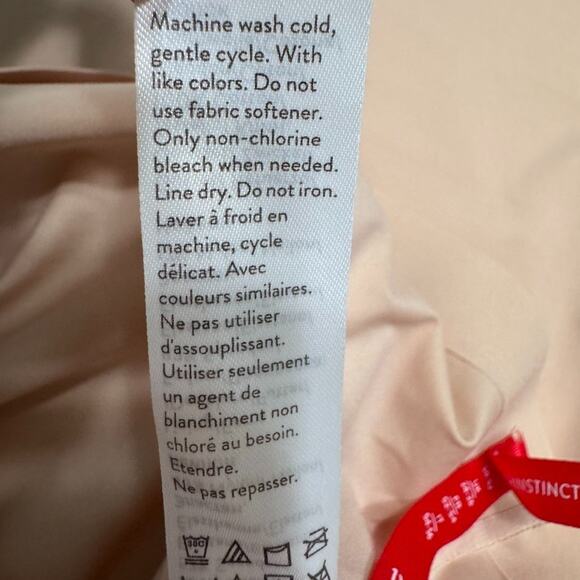 Machine wash cold,
gentle cycle. With
like colors. Do not
use fabric softener.
Only non-chlorine
bleach when needed.
Line dry. Do not iron.
Laver à froid en
machine, cycle
délicat. Avec
couleurs similaires.
Ne pas utiliser
d'assouplissant.
Utiliser seulement
un agent de
blanchiment non
chloré au besoin.
Etendre.
Ne pas repasser.
30C
INSTINCT